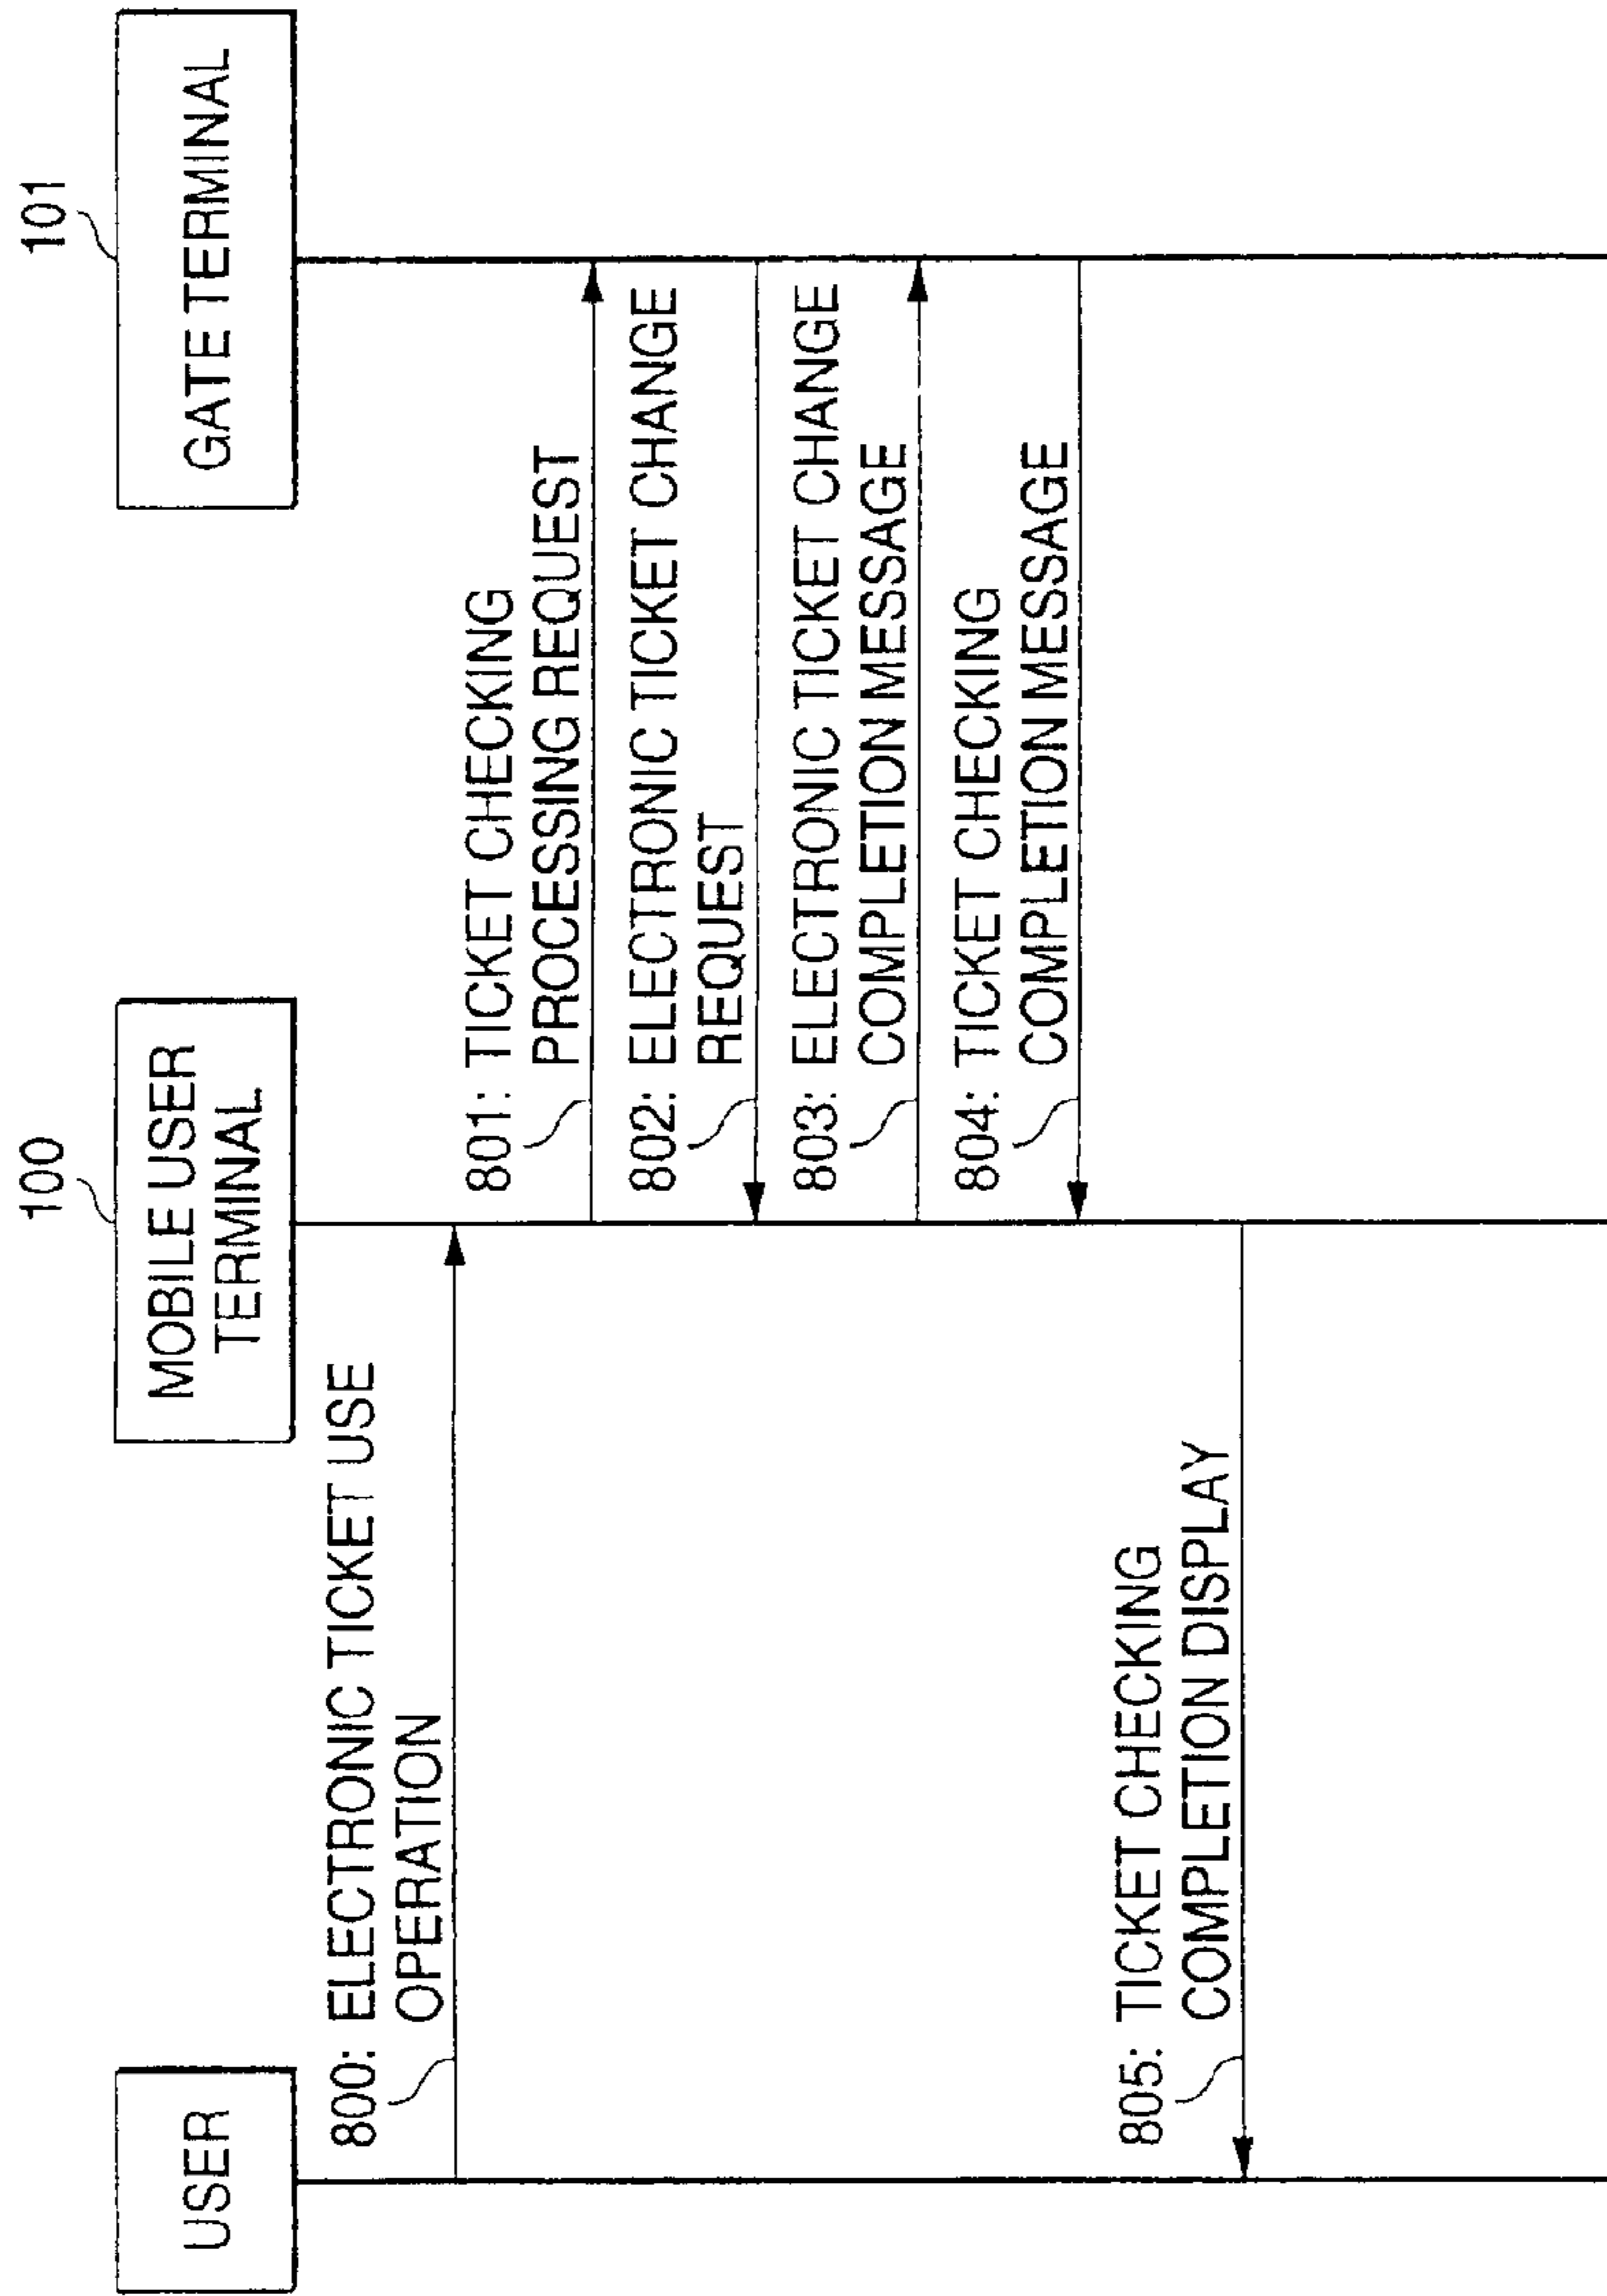 USER
100
MOBILE USER
TERMINAL
101
GATE TERMINAL
800: ELECTRONIC TICKET USE
OPERATION
801: TICKET CHECKING
PROCESSING REQUEST
802: ELECTRONIC TICKET CHANGE
REQUEST
803: ELECTRONIC TICKET CHANGE
COMPLETION MESSAGE
804: TICKET CHECKING
COMPLETION MESSAGE
805: TICKET CHECKING
COMPLETION DISPLAY